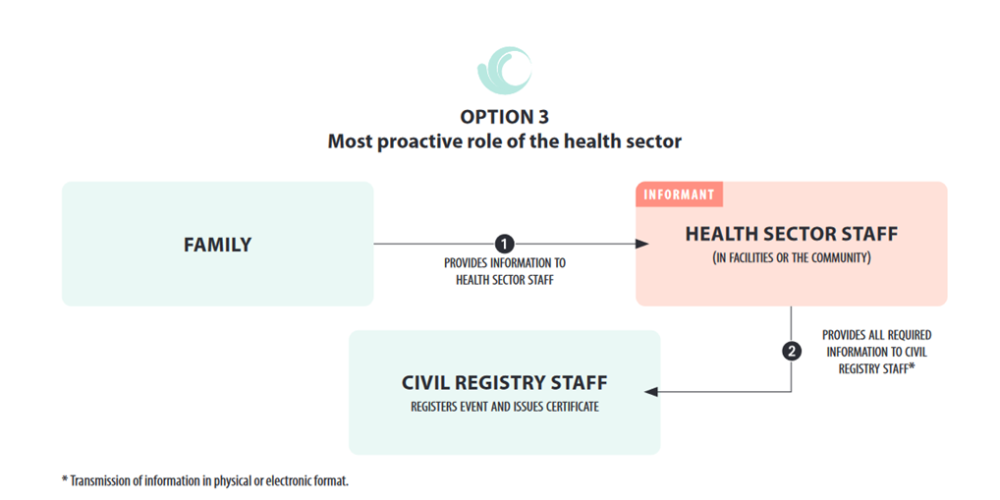 OPTION 3
Most proactive role of the health sector
FAMILY
1
PROVIDES INFORMATION TO
HEALTH SECTOR STAFF
INFORMANT
HEALTH SECTOR STAFF
(IN FACILITIES OR THE COMMUNITY)
2
PROVIDES ALL REQUIRED
INFORMATION TO CIVIL
REGISTRY STAFF*
CIVIL REGISTRY STAFF
REGISTERS EVENT AND ISSUES CERTIFICATE
* Transmission of information in physical or electronic format.